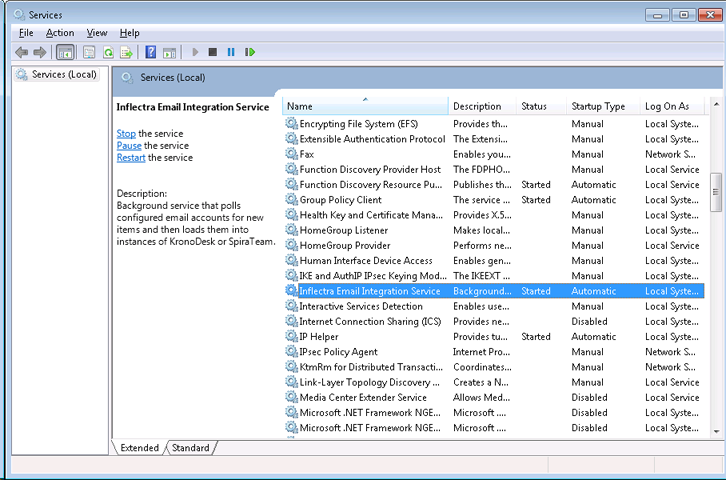 Services
File Action View Help
Services (Local)
Services (Local)
Inflectra Email Integration Service
Stop the service
Pause the service
Restart the service
Description:
Background service that polls
configured email accounts for new
items and then loads them into
instances of KronoDesk or SpiraTeam.
Name Description Status Startup Type Log On As
Encrypting File System (EFS) Provides th... Manual Local Syste...
Extensible Authentication Protocol The Extensi... Manual Local Syste...
Fax Enables you... Manual Network S...
Function Discovery Provider Host The FDPHO... Manual Local Service
Function Discovery Resource Pu... Publishes th... Started Automatic Local Service
Group Policy Client The service ... Started Automatic Local Syste...
Health Key and Certificate Mana... Provides X.5... Manual Local Syste...
HomeGroup Listener Makes local... Manual Local Syste...
HomeGroup Provider Performs ne... Manual Local Service
Human Interface Device Access Enables gen... Manual Local Syste...
IKE and AuthIP IPsec Keying Mod... The IKEEXT ... Manual Local Syste...
Inflectra Email Integration Service Background... Started Automatic Local Syste...
Interactive Services Detection Enables use... Manual Local Syste...
Internet Connection Sharing (ICS) Provides ne... Disabled Local Syste...
IP Helper Provides tu... Started Automatic Local Syste...
IPsec Policy Agent Internet Pro... Manual Network S...
KtmRm for Distributed Transacti... Coordinates... Manual Network S...
Link-Layer Topology Discovery ... Creates a N... Manual Local Service
Media Center Extender Service Allows Med... Disabled Local Service
Microsoft .NET Framework NGE... Microsoft .... Disabled Local Syste...
Microsoft .NET Framework NGE... Microsoft .... Disabled Local Syste...
Extended Standard